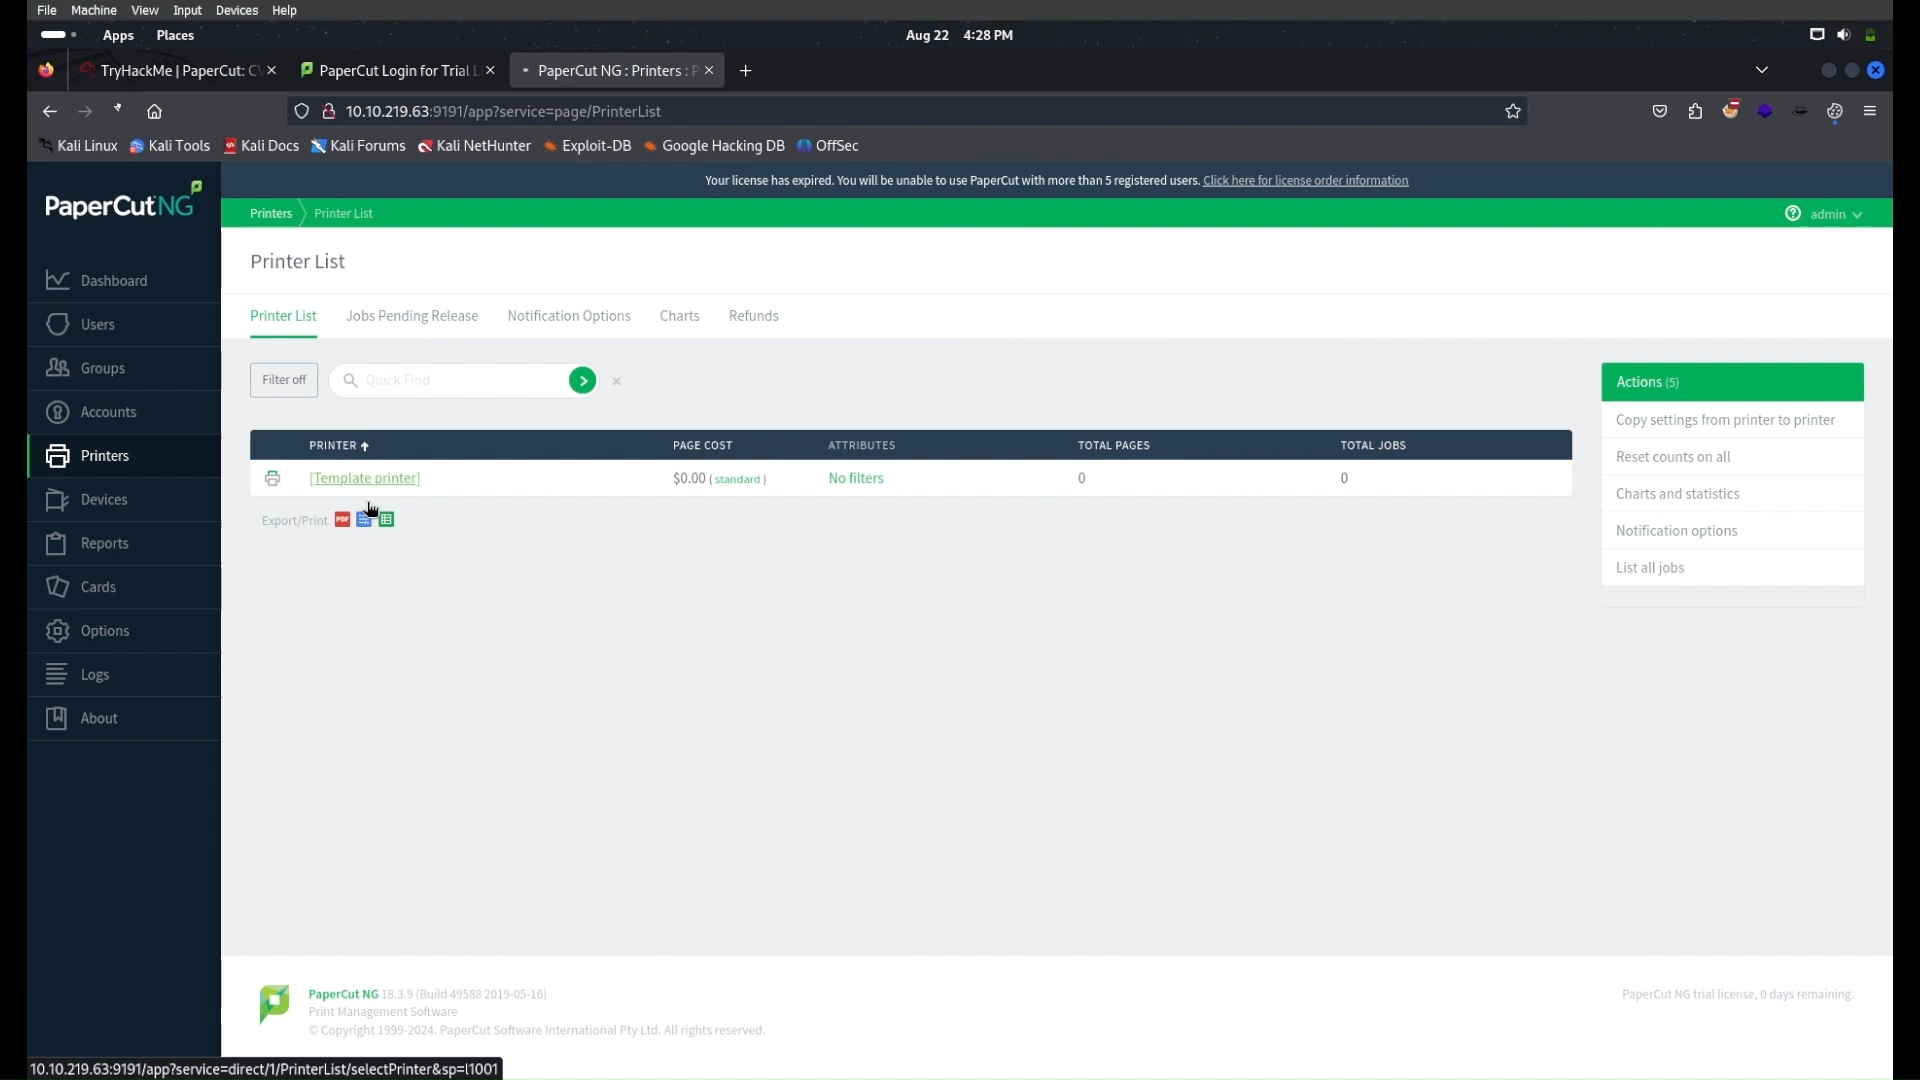 File Machine View Input Devices Help
Apps Places Aug 22 4:28 PM
TryHackMe | PaperCut: CV PaperCut Login for Trial L PaperCut NG : Printers : P
10.10.219.63:9191/app?service=page/PrinterList
Kali Linux Kali Tools Kali Docs Kali Forums Kali NetHunter Exploit-DB Google Hacking DB OffSec
PaperCutNG
Your license has expired. You will be unable to use PaperCut with more than 5 registered users. Click here for license order information
Printers Printer List admin
Printer List
Dashboard
Users
Groups
Accounts
Printers
Devices
Reports
Cards
Options
Logs
About
Printer List Jobs Pending Release Notification Options Charts Refunds
Filter off Quick Find
PRINTER PAGE COST ATTRIBUTES TOTAL PAGES TOTAL JOBS
[Template printer] $0.00 ( standard ) No filters 0 0
Export/Print PDF
Actions (5)
Copy settings from printer to printer
Reset counts on all
Charts and statistics
Notification options
List all jobs
PaperCut NG 18.3.9 (Build 49588 2019-05-16)
Print Management Software
© Copyright 1999-2024. PaperCut Software International Pty Ltd. All rights reserved.
PaperCut NG trial license, 0 days remaining.
10.10.219.63:9191/app?service=direct/1/PrinterList/selectPrinter&sp=l1001